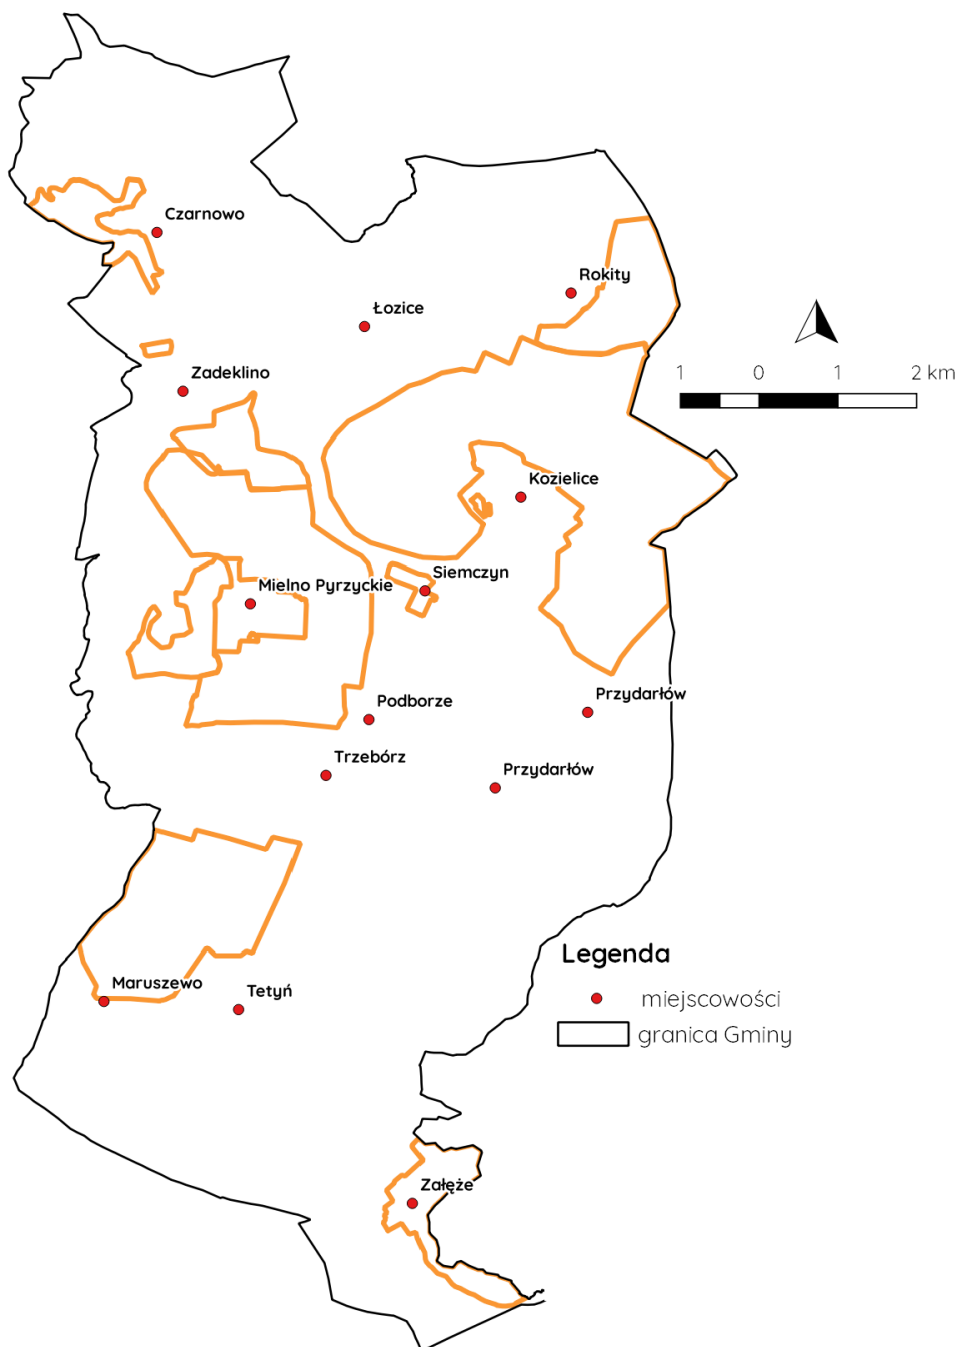 Czarnowo
Rokity
Łozice
Zadeklino
1 0 1 2 km
Kozielice
Siemczyn
Mielno Pyrzyckie
Przydarłów
Podborze
Trzebórz
Przydarłów
Legenda
Maruszewo
Tetyń
miejscowości
granica Gminy
Załęże